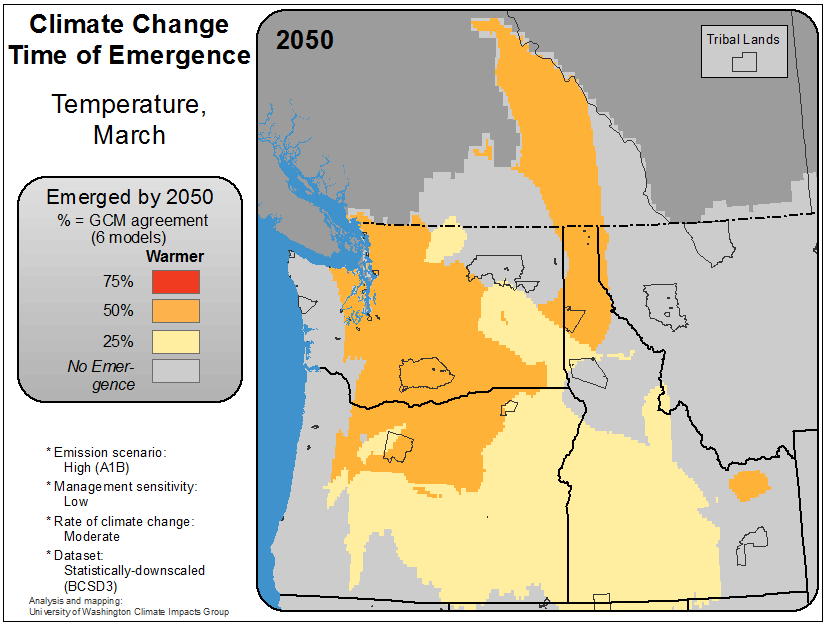 Climate Change
Time of Emergence
Temperature,
March
Emerged by 2050
% = GCM agreement
(6 models)
Warmer
75%
50%
25%
No Emer-
gence
* Emission scenario:
High (A1B)
* Management sensitivity:
Low
* Rate of climate change:
Moderate
* Dataset:
Statistically-downscaled
(BCSD3)
Analysis and mapping:
University of Washington Climate Impacts Group
2050
Tribal Lands